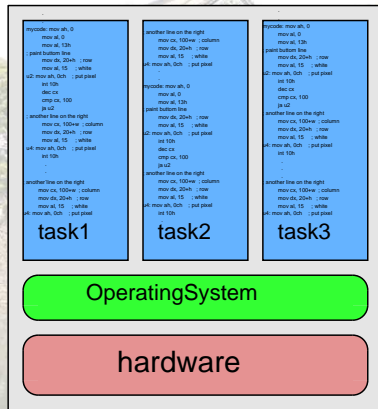 mycode: mov ah, 0
mov al, 0
mov al, 13h
; paint buttom line
mov dx, 20+h ; row
mov al, 15 ; white
u2: mov ah, 0ch ; put pixel
int 10h
dec cx
cmp cx, 100
ja u2
; another line on the right
mov cx, 100+w ; column
mov dx, 20+h ; row
mov al, 15 ; white
u4: mov ah, 0ch ; put pixel
int 10h
.
.
; another line on the right
mov cx, 100+w ; column
mov dx, 20+h ; row
mov al, 15 ; white
u4: mov ah, 0ch ; put pixel
task1
; another line on the right
mov cx, 100+w ; column
mov dx, 20+h ; row
mov al, 15 ; white
u4: mov ah, 0ch ; put pixel
.
.
mycode: mov ah, 0
mov al, 0
mov al, 13h
; paint buttom line
mov dx, 20+h ; row
mov al, 15 ; white
u2: mov ah, 0ch ; put pixel
int 10h
dec cx
cmp cx, 100
ja u2
; another line on the right
mov cx, 100+w ; column
mov dx, 20+h ; row
mov al, 15 ; white
u4: mov ah, 0ch ; put pixel
int 10h
.
task2
mycode: mov ah, 0
mov al, 0
mov al, 13h
; paint buttom line
mov dx, 20+h ; row
mov al, 15 ; white
u2: mov ah, 0ch ; put pixel
int 10h
dec cx
cmp cx, 100
ja u2
; another line on the right
mov cx, 100+w ; column
mov dx, 20+h ; row
mov al, 15 ; white
u4: mov ah, 0ch ; put pixel
int 10h
.
.
.
; another line on the right
mov cx, 100+w ; column
mov dx, 20+h ; row
mov al, 15 ; white
u4: mov ah, 0ch ; put pixel
task3
OperatingSystem
hardware